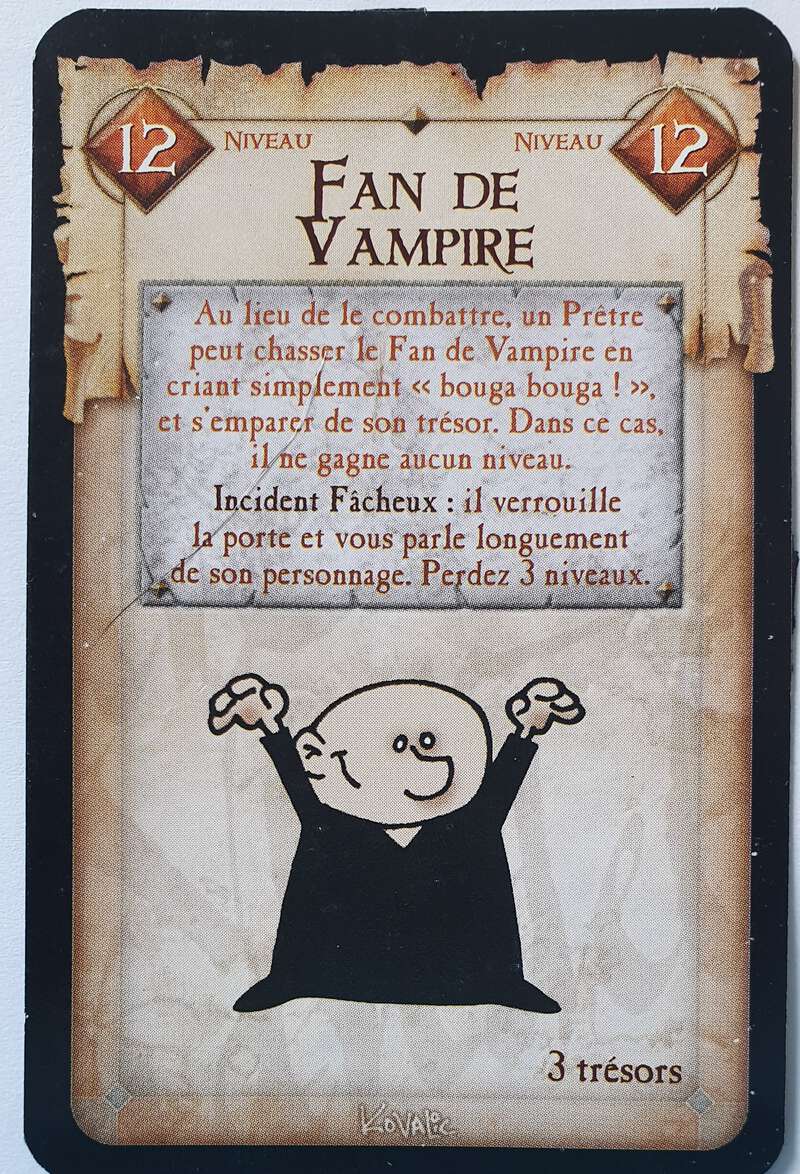 12 Niveau Niveau 12
Fan de
Vampire
Au lieu de le combattre, un Prêtre
peut chasser le Fan de Vampire en
criant simplement « bouga bouga ! »,
et s'emparer de son trésor. Dans ce cas,
il ne gagne aucun niveau.
Incident Fâcheux : il verrouille
la porte et vous parle longuement
de son personnage. Perdez 3 niveaux.
3 trésors
Kovalic